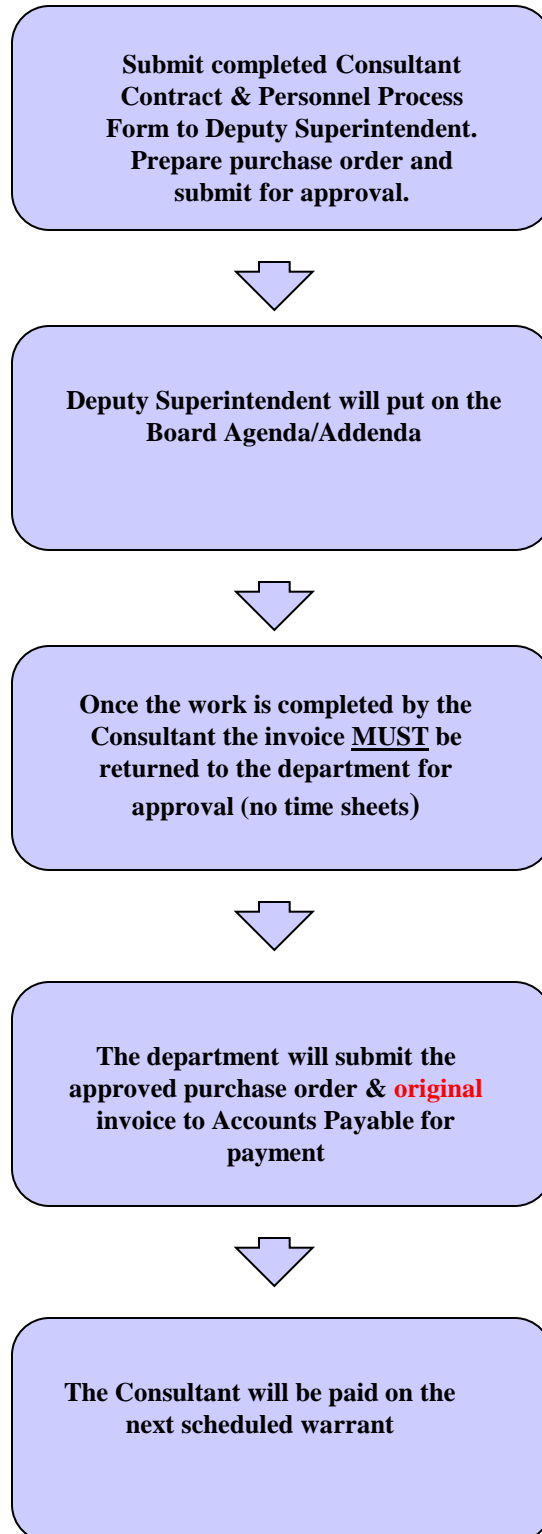 Submit completed Consultant
Contract & Personnel Process
Form to Deputy Superintendent.
Prepare purchase order and
submit for approval.
Deputy Superintendent will put on the
Board Agenda/Addenda
Once the work is completed by the
Consultant the invoice MUST be
returned to the department for
approval (no time sheets)
The department will submit the
approved purchase order & original
invoice to Accounts Payable for
payment
The Consultant will be paid on the
next scheduled warrant